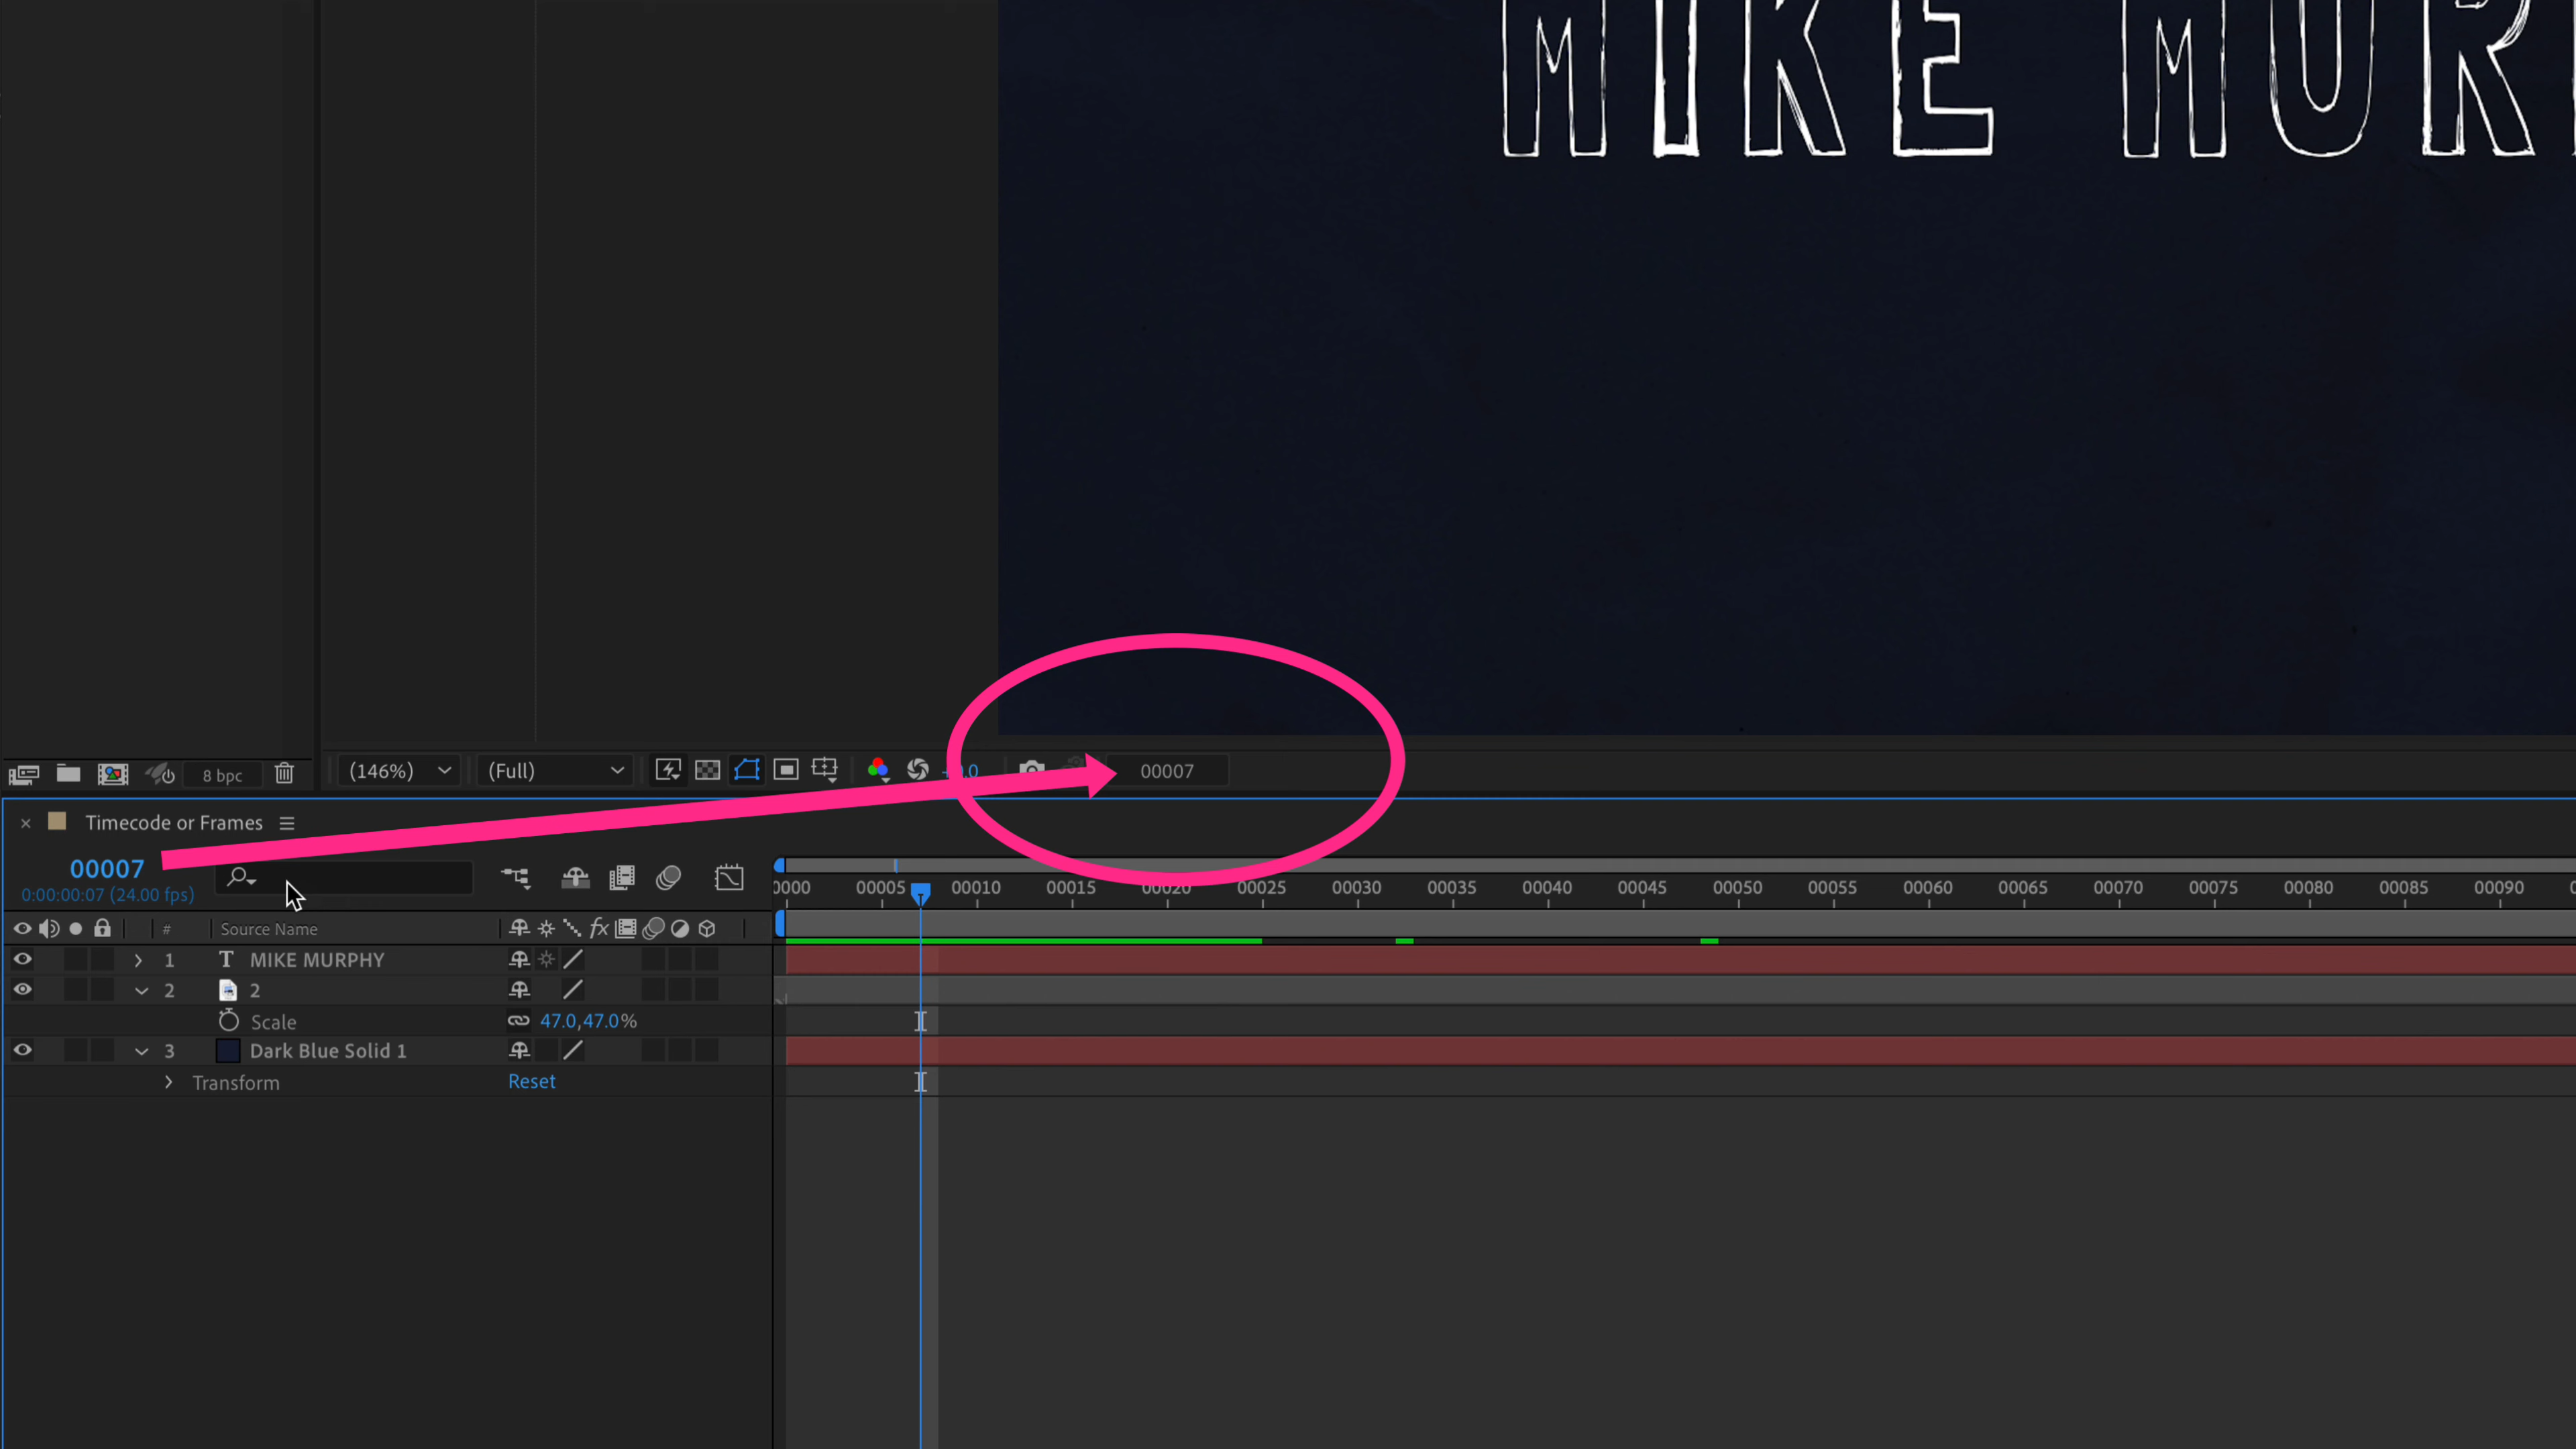 MIKE MUR
8 bpc
(146%)
(Full)
00007
Timecode or Frames
00007
0:00:00:07 (24.00 fps)
0000 00005 00010 00015 00020 00025 00030 00035 00040 00045 00050 00055 00060 00065 00070 00075 00080 00085 00090
# Source Name fx
1 T MIKE MURPHY
2 2
Scale 47.0,47.0%
3 Dark Blue Solid 1
Transform Reset